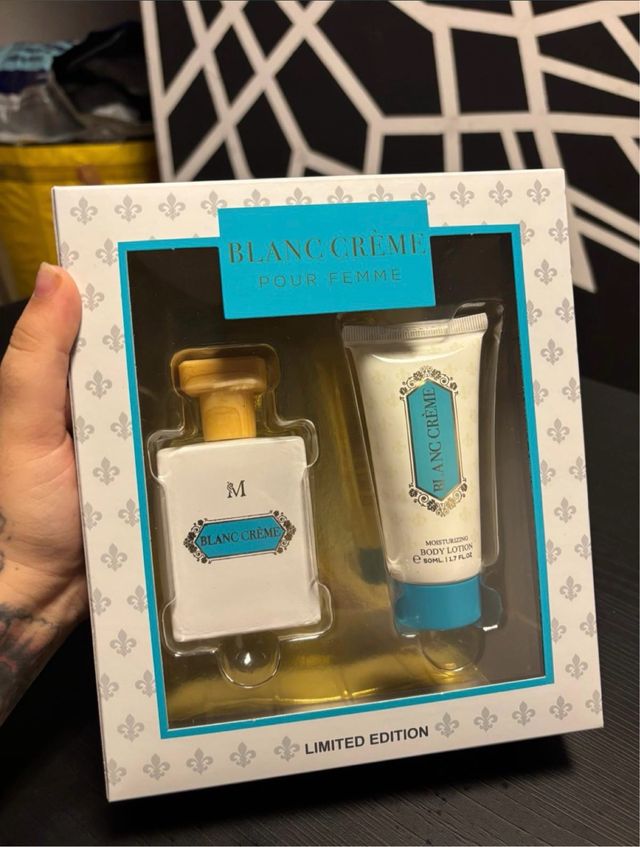 BLANC CRÈME
POUR FEMME
M
BLANC CRÈME
BLANC CRÈME
MOISTURIZING
BODY LOTION
℮ 50ML. | 1.7 FL.OZ
LIMITED EDITION